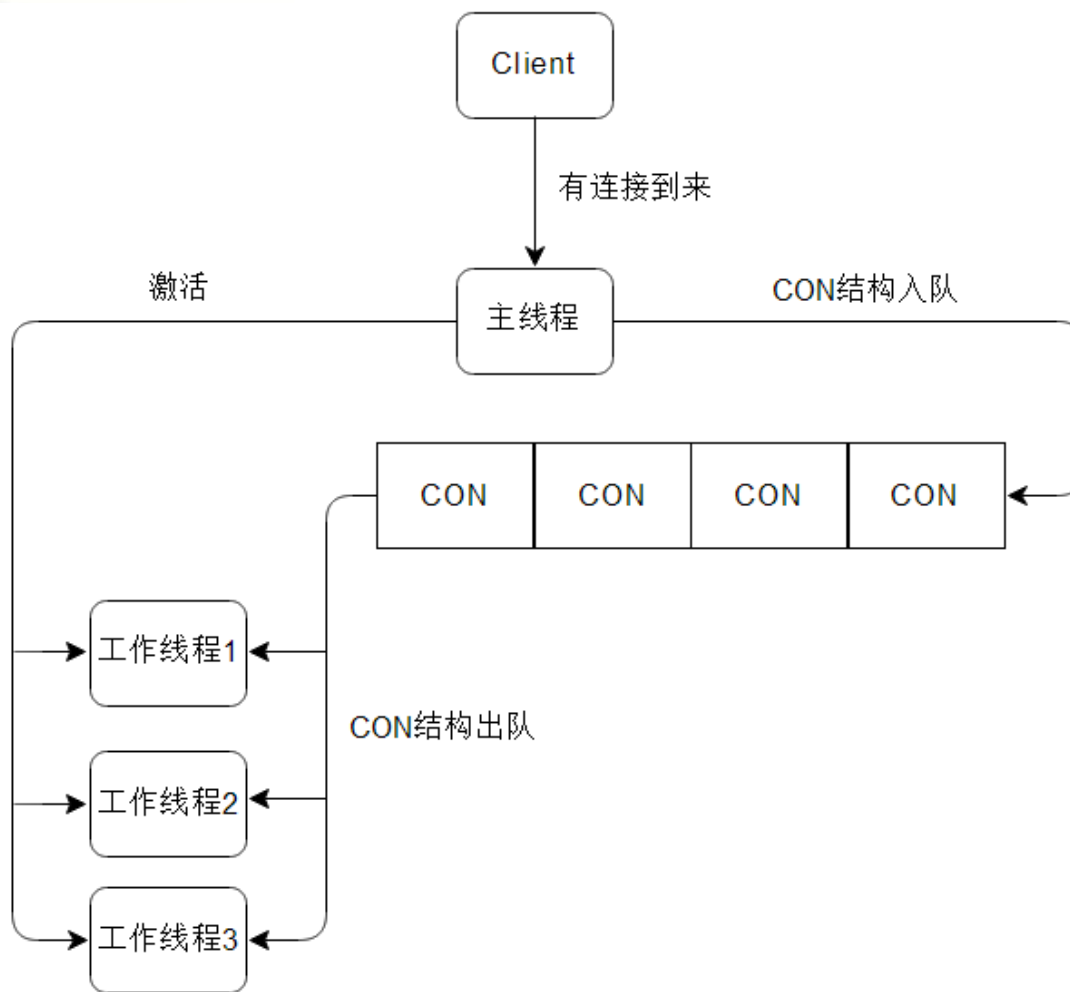 Client
有连接到来
激活
CON结构入队
主线程
CON
CON
CON
CON
工作线程1
CON结构出队
工作线程2
工作线程3